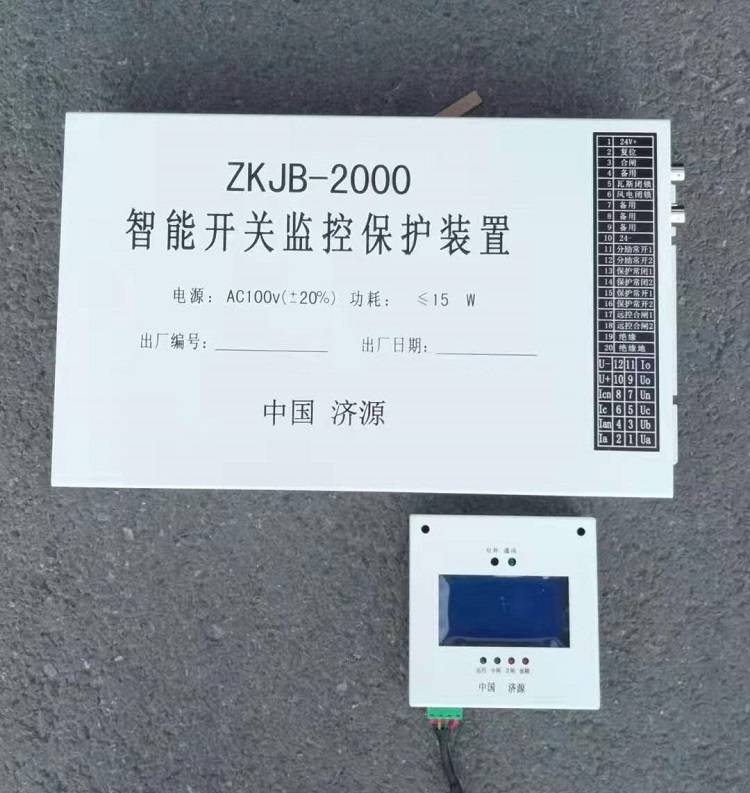 ZKJB-2000
智能开关监控保护装置
电源: AC100v(±20%) 功耗: ≤15 W
出厂编号: 出厂日期:
中国 济源
1 24V+
2 复位
3 合闸
4 备用
5 瓦斯闭锁
6 风电闭锁
7 备用
8 备用
9 备用
10 24-
11 分励常开1
12 分励常开2
13 保护常闭1
14 保护常闭2
15 保护常开1
16 保护常开2
17 远控合闸1
18 远控合闸2
19 绝缘
20 绝缘地
U- 12 11 Io
U+ 10 9 Uo
Icn 8 7 Un
Ic 6 5 Uc
Ian 4 3 Ub
Ia 2 1 Ua
红外 通讯
中国 济源